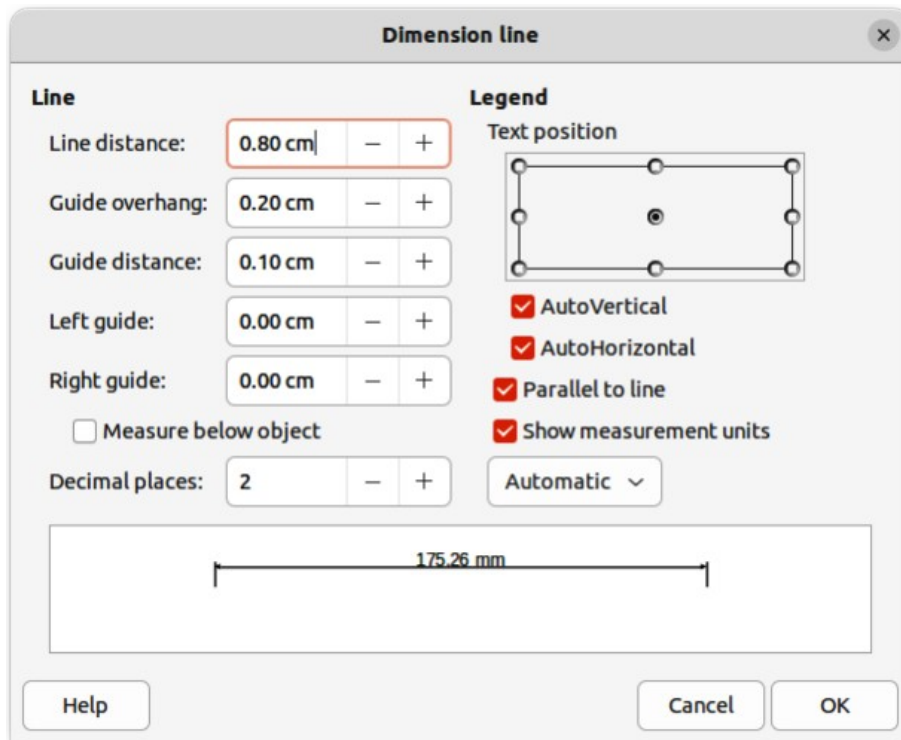 Dimension line
Line
Line distance: 0.80 cm
Guide overhang: 0.20 cm
Guide distance: 0.10 cm
Left guide: 0.00 cm
Right guide: 0.00 cm
Measure below object
Decimal places: 2
Legend
Text position
AutoVertical
AutoHorizontal
Parallel to line
Show measurement units
Automatic
175.26 mm
Help
Cancel
OK